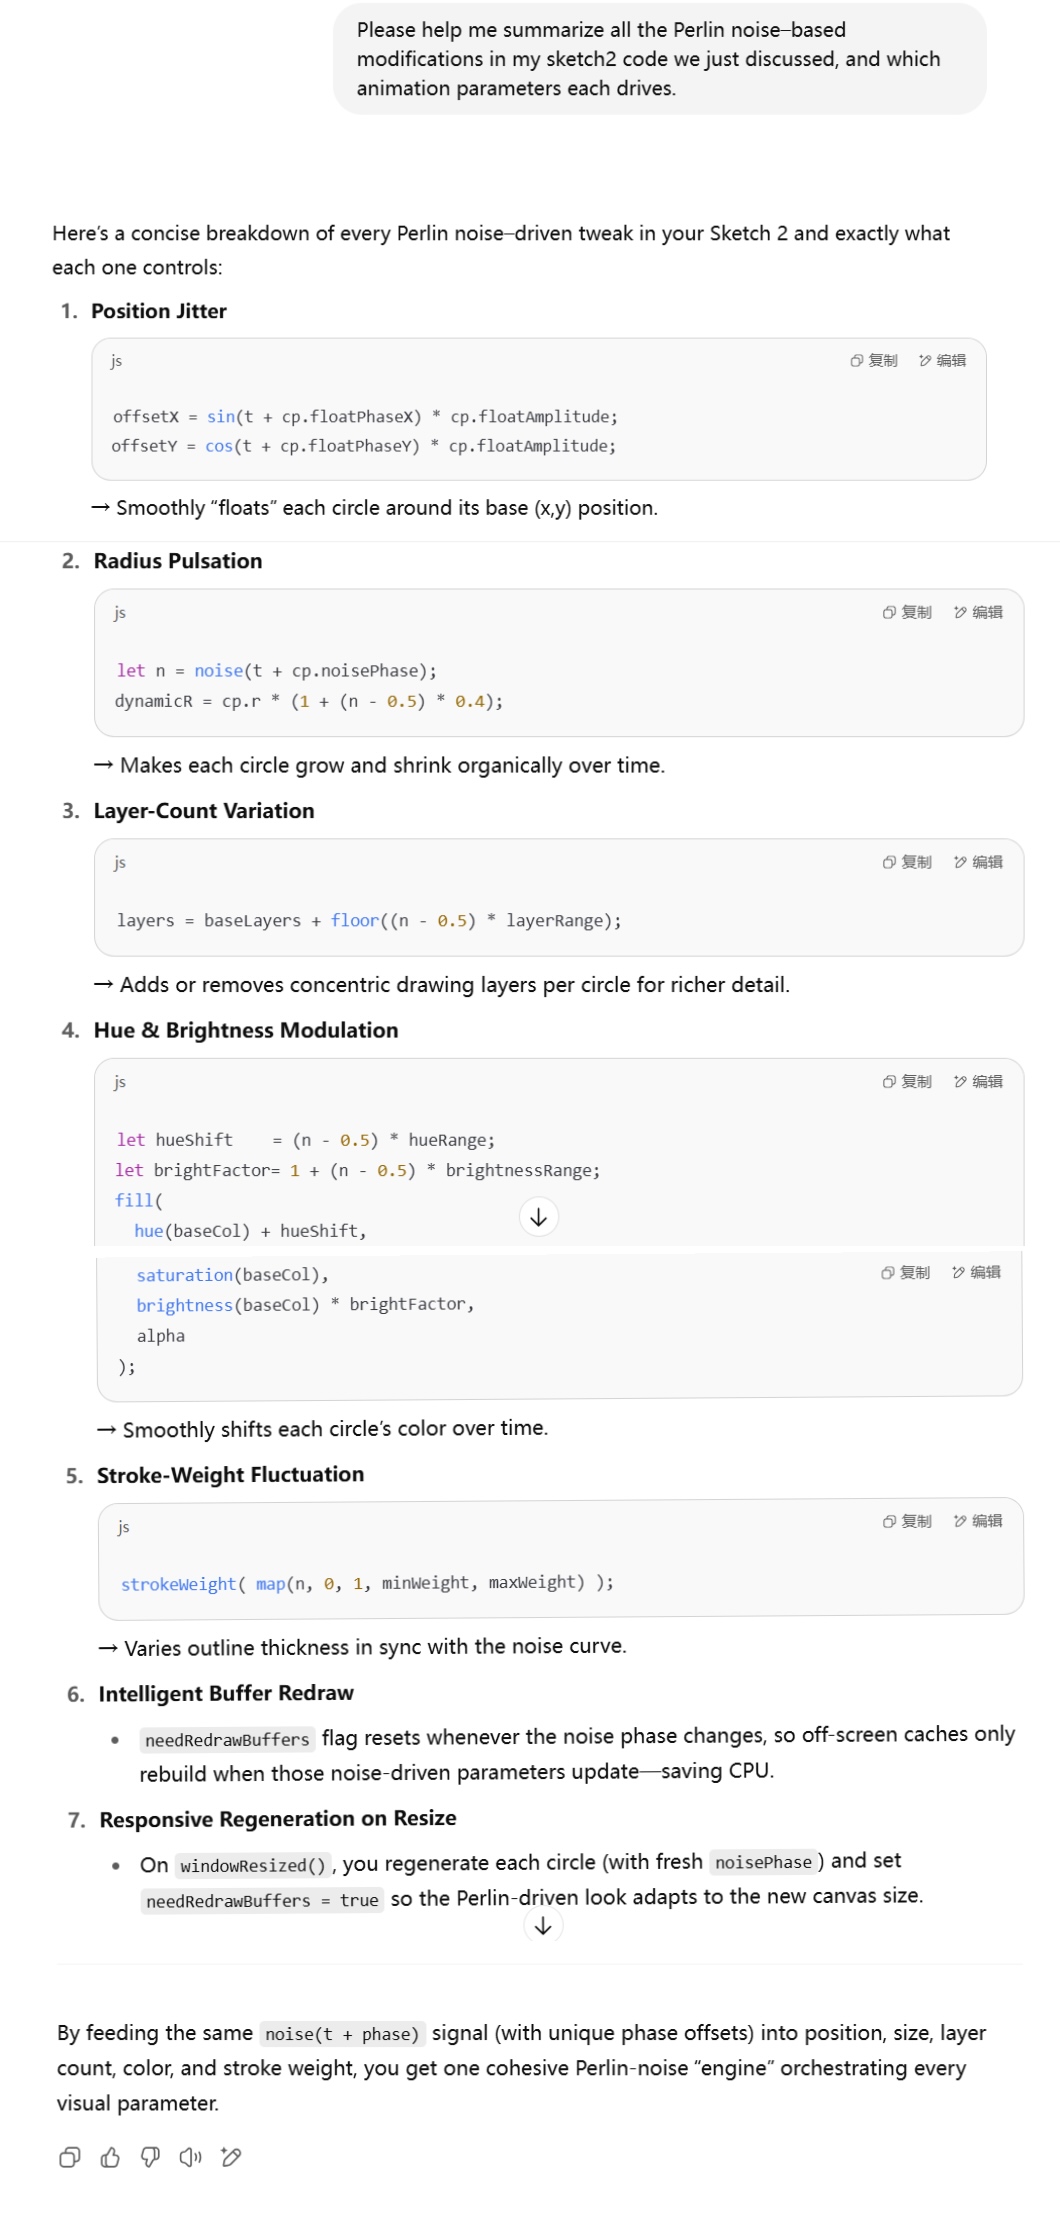 Please help me summarize all the Perlin noise–based
modifications in my sketch2 code we just discussed, and which
animation parameters each drives.
Here's a concise breakdown of every Perlin noise–driven tweak in your Sketch 2 and exactly what
each one controls:
1. Position Jitter
js 复制 编辑
offsetX = sin(t + cp.floatPhaseX) * cp.floatAmplitude;
offsetY = cos(t + cp.floatPhaseY) * cp.floatAmplitude;
→ Smoothly “floats” each circle around its base (x,y) position.
2. Radius Pulsation
js 复制 编辑
let n = noise(t + cp.noisePhase);
dynamicR = cp.r * (1 + (n - 0.5) * 0.4);
→ Makes each circle grow and shrink organically over time.
3. Layer-Count Variation
js 复制 编辑
layers = baseLayers + floor((n - 0.5) * layerRange);
→ Adds or removes concentric drawing layers per circle for richer detail.
4. Hue & Brightness Modulation
js 复制 编辑
let hueShift    = (n - 0.5) * hueRange;
let brightFactor= 1 + (n - 0.5) * brightnessRange;
fill(
hue(baseCol) + hueShift,
saturation(baseCol), 复制 编辑
brightness(baseCol) * brightFactor,
alpha
);
→ Smoothly shifts each circle's color over time.
5. Stroke-Weight Fluctuation
js 复制 编辑
strokeWeight( map(n, 0, 1, minWeight, maxWeight) );
→ Varies outline thickness in sync with the noise curve.
6. Intelligent Buffer Redraw
• needRedrawBuffers flag resets whenever the noise phase changes, so off-screen caches only
rebuild when those noise-driven parameters update—saving CPU.
7. Responsive Regeneration on Resize
• On windowResized(), you regenerate each circle (with fresh noisePhase) and set
needRedrawBuffers = true so the Perlin-driven look adapts to the new canvas size.
By feeding the same noise(t + phase) signal (with unique phase offsets) into position, size, layer
count, color, and stroke weight, you get one cohesive Perlin-noise “engine” orchestrating every
visual parameter.